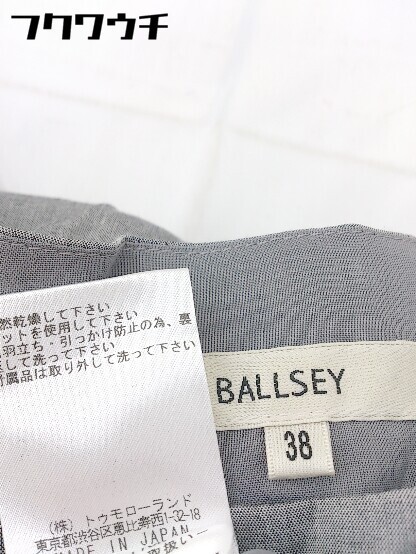 フクワウチ
然乾燥して下さい
ットを使用して下さい
羽立ち・引っかけ防止の為、裏
して洗って下さい
属品は取り外して洗って下さい
(株) トゥモローランド
東京都渋谷区恵比寿西1-32-18
MADE IN JAPAN
取扱い
BALLSEY
38